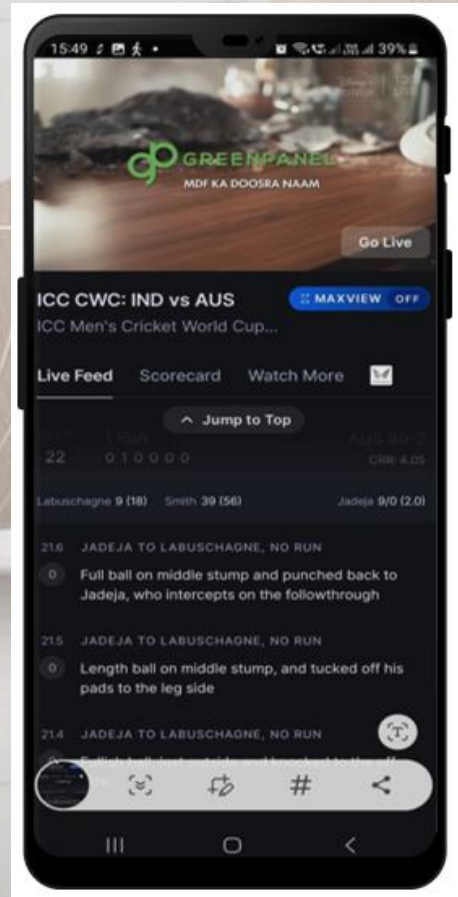 15:49
39%
GREENPANEL
MDF KA DOOSRA NAAM
Go Live
ICC CWC: IND vs AUS
MAXVIEW OFF
ICC Men's Cricket World Cup...
Live Feed Scorecard Watch More
Jump to Top
1 Run AUS 89-2
22 0 1 0 0 0 0 CRR: 4.05
Labuschagne 9 (18) Smith 39 (56) Jadeja 9/0 (2.0)
21.6 JADEJA TO LABUSCHAGNE, NO RUN
0 Full ball on middle stump and punched back to
Jadeja, who intercepts on the followthrough
21.5 JADEJA TO LABUSCHAGNE, NO RUN
0 Length ball on middle stump, and tucked off his
pads to the leg side
21.4 JADEJA TO LABUSCHAGNE, NO RUN